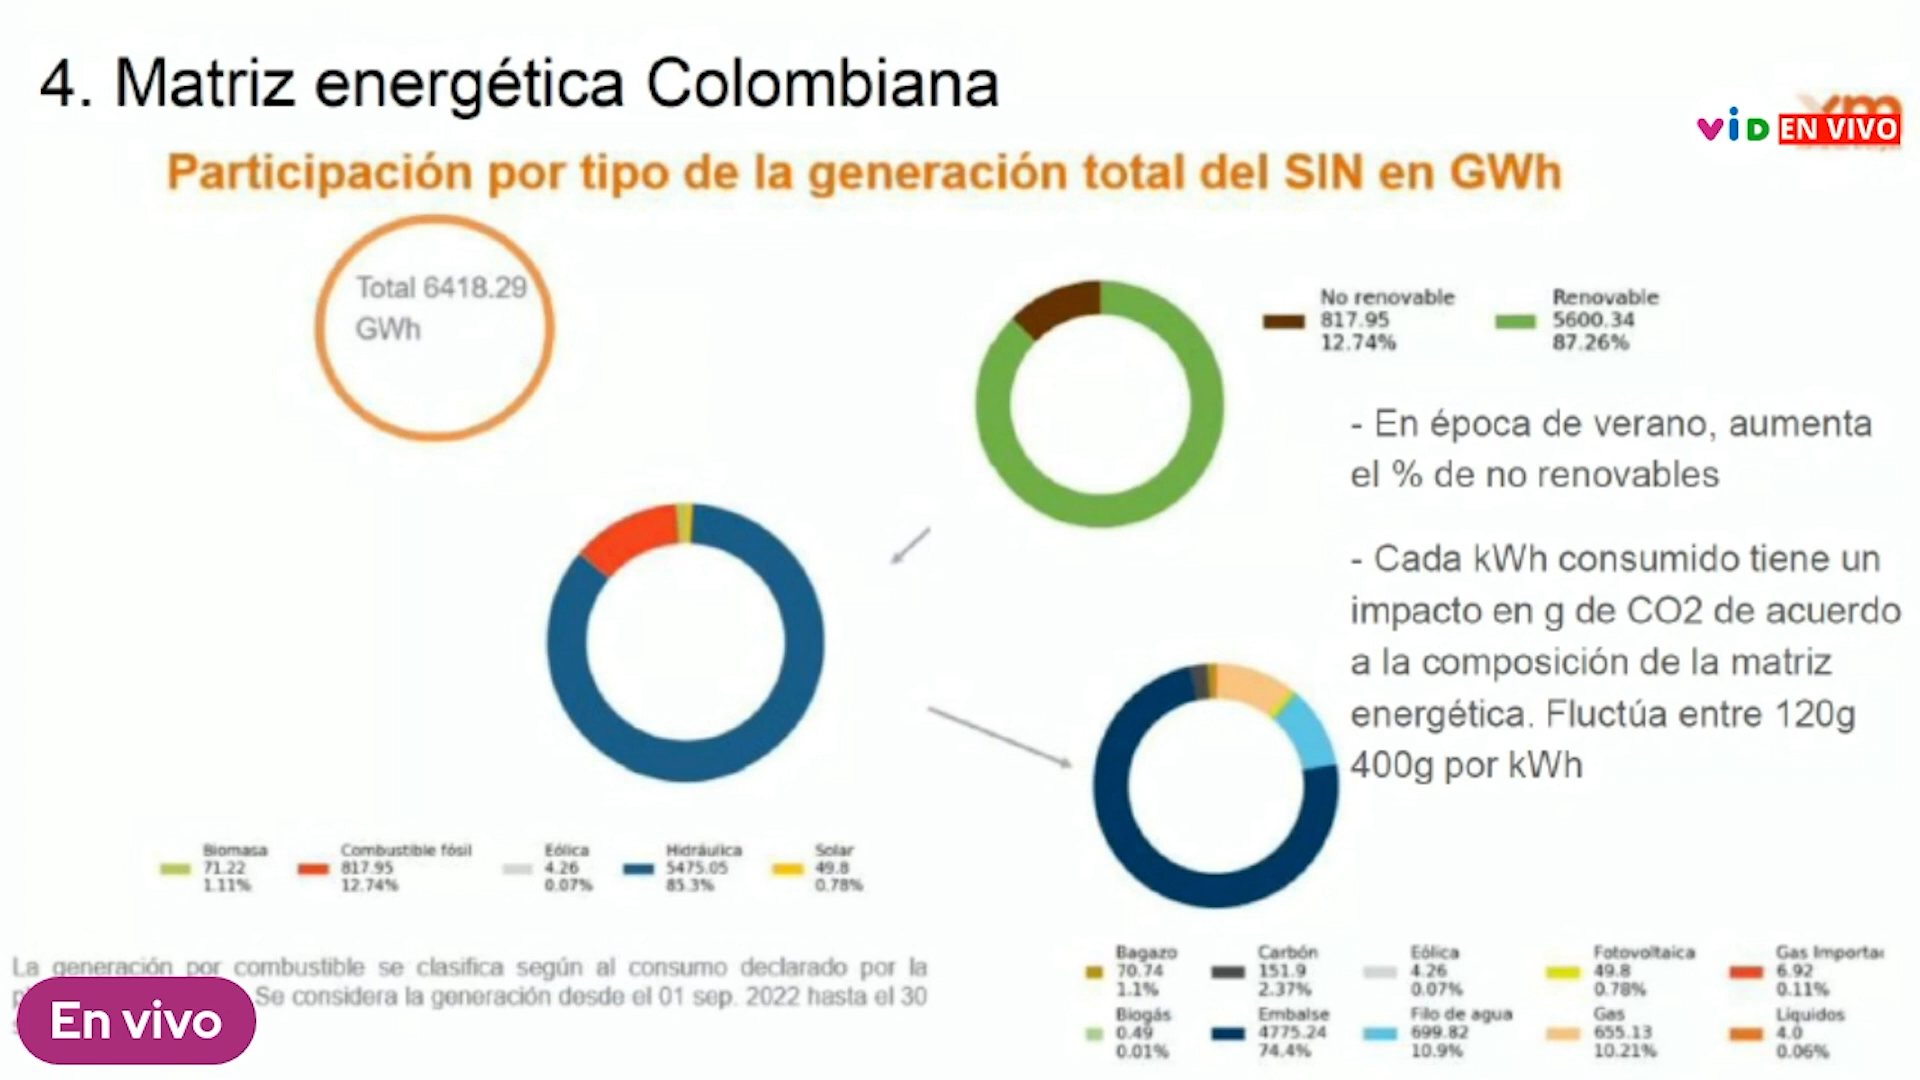 4. Matriz energética Colombiana
xm
VID EN VIVO
Participación por tipo de la generación total del SIN en GWh
Total 6418.29
GWh
No renovable
817.95
12.74%
Renovable
5600.34
87.26%
- En época de verano, aumenta
el % de no renovables
- Cada kWh consumido tiene un
impacto en g de CO2 de acuerdo
a la composición de la matriz
energética. Fluctúa entre 120g
400g por kWh
Biomasa
71.22
1.11%
Combustible fósil
817.95
12.74%
Eólica
4.26
0.07%
Hidráulica
5475.05
85.3%
Solar
49.8
0.78%
La generación por combustible se clasifica según al consumo declarado por la
Se considera la generación desde el 01 sep. 2022 hasta el 30
En vivo
Bagazo
70.74
1.1%
Carbón
151.9
2.37%
Eólica
4.26
0.07%
Fotovoltaica
49.8
0.78%
Gas Importa
6.92
0.11%
Biogás
0.49
0.01%
Embalse
4775.24
74.4%
Filo de agua
699.82
10.9%
Gas
655.13
10.21%
Líquidos
4.0
0.06%